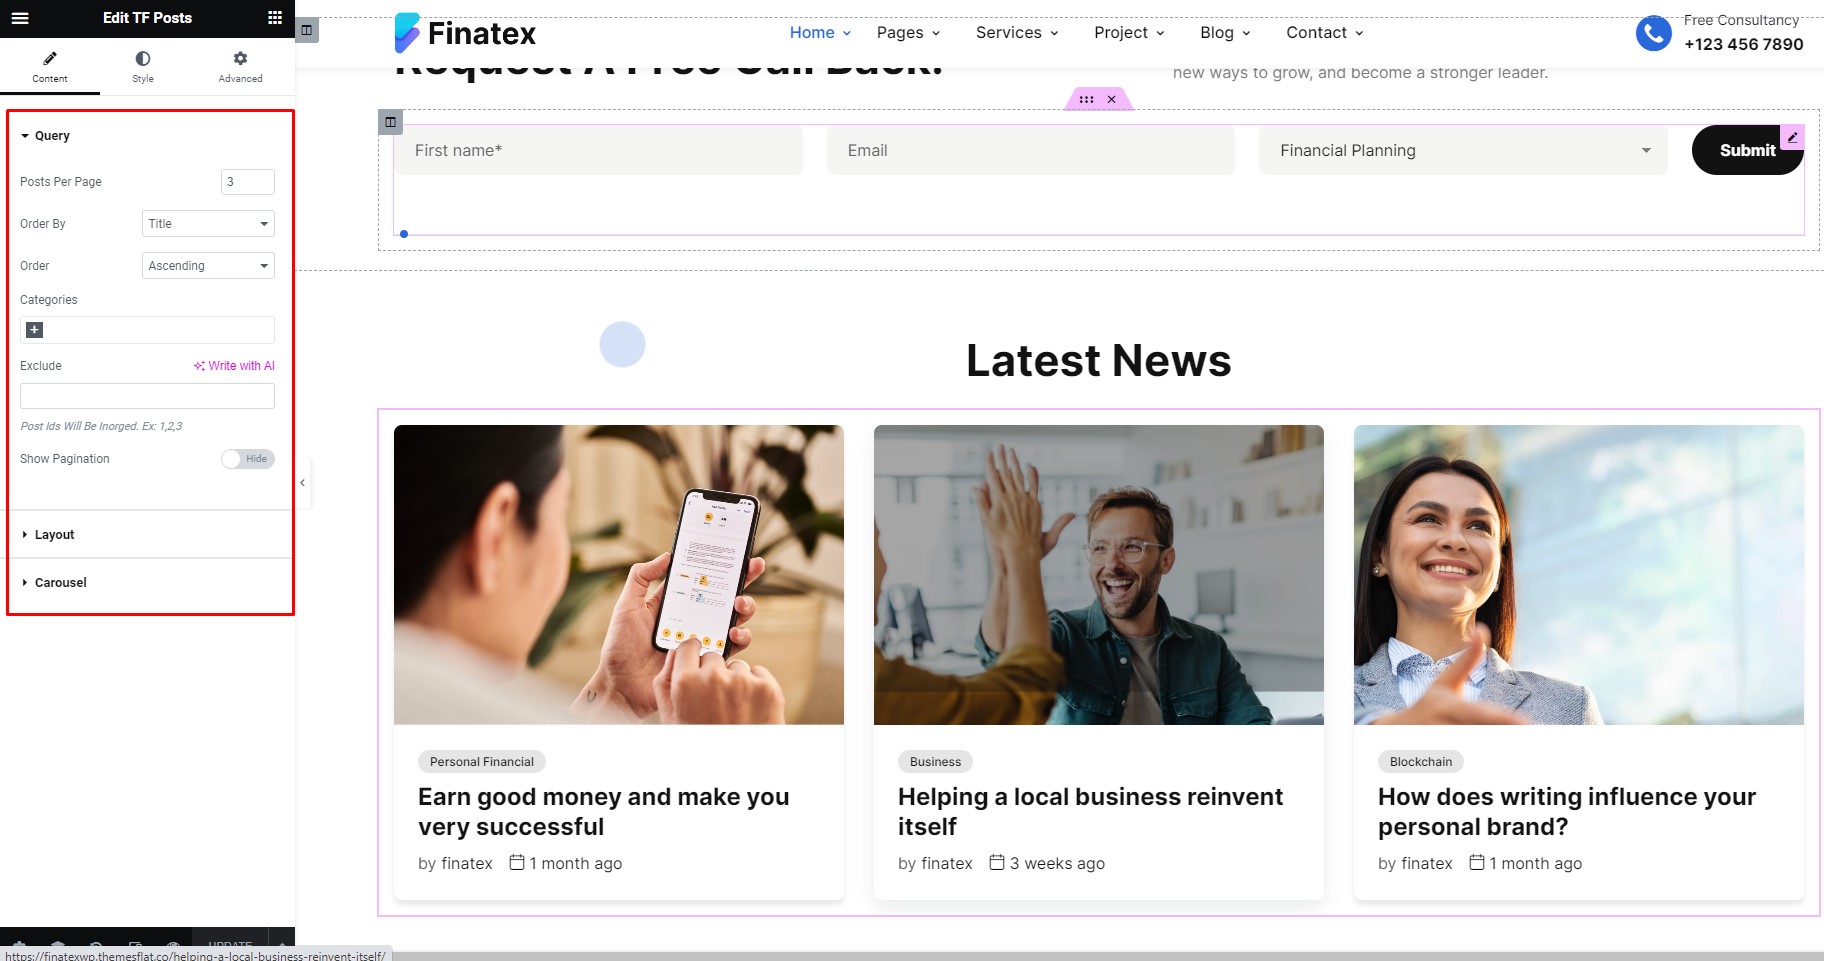 Edit TF Posts
Content
Style
Advanced
Query
Posts Per Page
3
Order By
Title
Order
Ascending
Categories
Exclude
Write with AI
Post Ids Will Be Inorged. Ex: 1,2,3
Show Pagination
Hide
Layout
Carousel
UPDATE
https://finatexwp.themesflat.co/helping-a-local-business-reinvent-itself/
Finatex
Home
Pages
Services
Project
Blog
Contact
Free Consultancy
+123 456 7890
Request A Free Call Back!
new ways to grow, and become a stronger leader.
First name*
Email
Financial Planning
Submit
Latest News
Personal Financial
Earn good money and make you
very successful
by finatex
1 month ago
Business
Helping a local business reinvent
itself
by finatex
3 weeks ago
Blockchain
How does writing influence your
personal brand?
by finatex
1 month ago